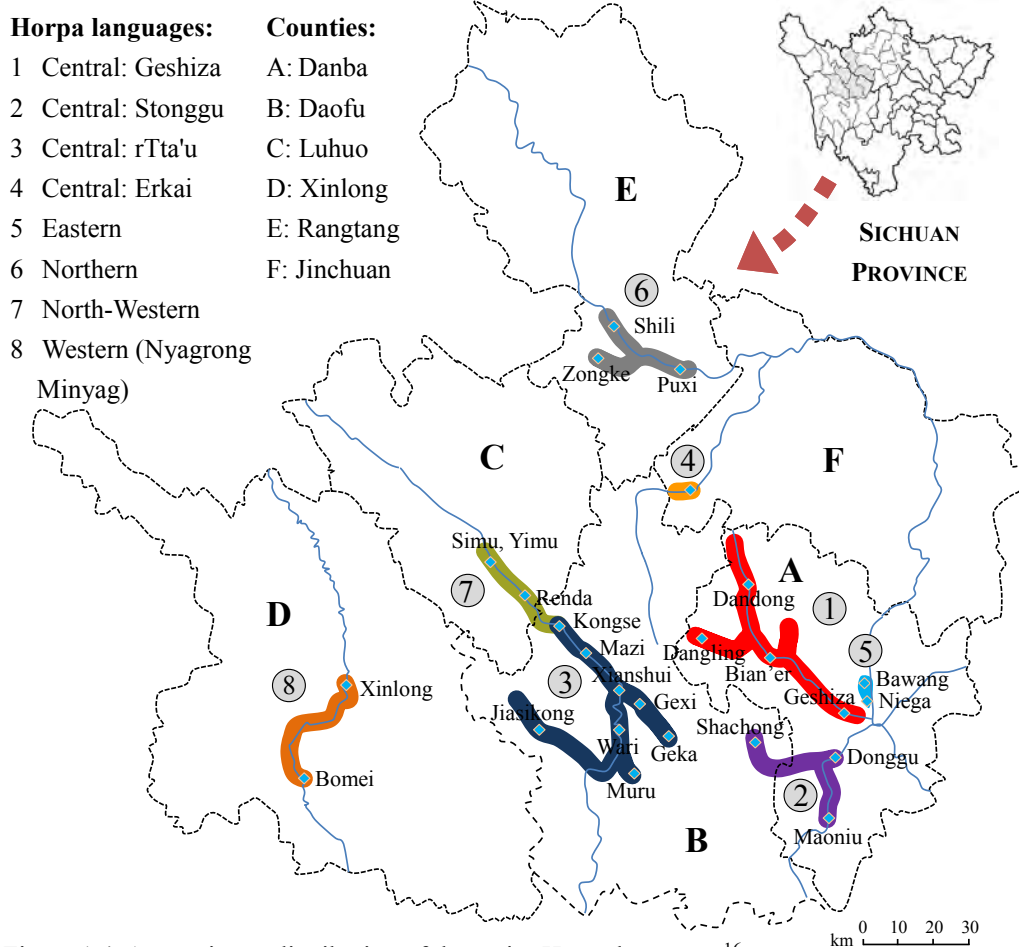 Horpa languages:
1 Central: Geshiza
2 Central: Stonggu
3 Central: rTta'u
4 Central: Erkai
5 Eastern
6 Northern
7 North-Western
8 Western (Nyagrong
Minyag)
Counties:
A: Danba
B: Daofu
C: Luhuo
D: Xinlong
E: Rangtang
F: Jinchuan
SICHUAN
PROVINCE
E
6
Shili
Zongke
Puxi
C
4
F
Simu, Yimu
7
Renda
Kongse
Mazi
Xianshui
3
Gexi
Jiasikong
Wari
Geka
Muru
A
Dandong
1
Dangling
Bian'er
5
Bawang
Geshiza
Niega
Shachong
Donggu
2
Maoniu
D
8
Xinlong
Bomei
B
km 0 10 20 30